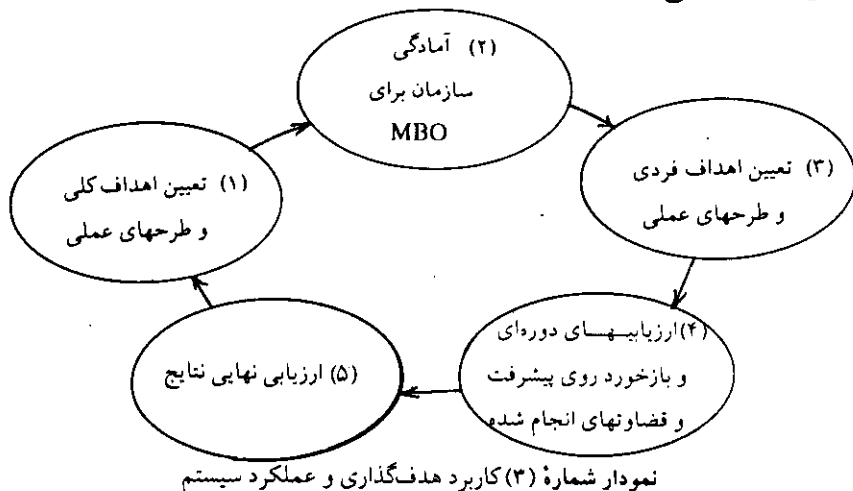 (۲) آمادگی
سازمان برای
MBO
(۱) تعیین اهداف کلی
و طرحهای عملی
(۳) تعیین اهداف فردی
و طرحهای عملی
(۴) ارزیابیهای دوره‌ای
و بازخورد روی پیشرفت
و قضاوتهای انجام شده
(۵) ارزیابی نهایی نتایج
نمودار شمارهٔ (۳) کاربرد هدف‌گذاری و عملکرد سیستم